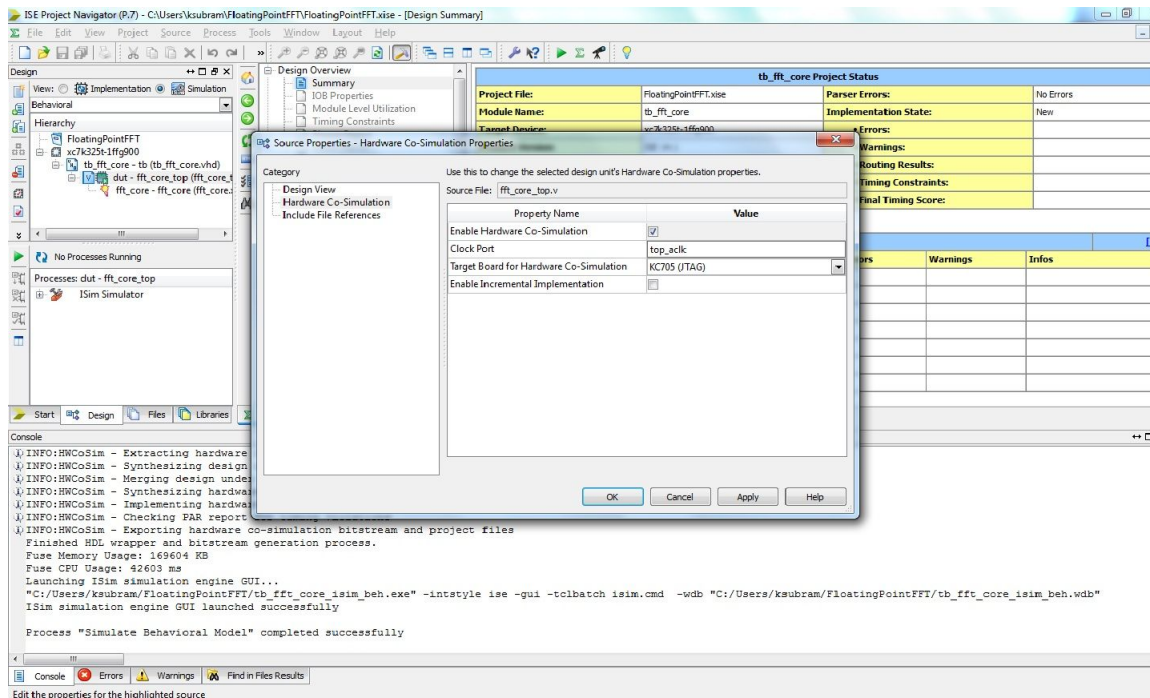 ISE Project Navigator (P.7) - C:\Users\ksubram\FloatingPointFFT\FloatingPointFFT.xise - [Design Summary]
File Edit View Project Source Process Tools Window Layout Help
Design
View: Implementation Simulation
Behavioral
Hierarchy
FloatingPointFFT
xc7k325t-1ffg900
tb_fft_core - tb (tb_fft_core.vhd)
dut - fft_core_top (fft_core_t
fft_core - fft_core (fft_core.
No Processes Running
Processes: dut - fft_core_top
ISim Simulator
Start Design Files Libraries
Design Overview
Summary
IOB Properties
Module Level Utilization
Timing Constraints
tb_fft_core Project Status
Project File: FloatingPointFFT.xise Parser Errors: No Errors
Module Name: tb_fft_core Implementation State: New
Target Device: xc7k325t-1ffg900 Errors:
Warnings:
Routing Results:
Timing Constraints:
Final Timing Score:
Warnings Infos
Source Properties - Hardware Co-Simulation Properties
Category
Design View
Hardware Co-Simulation
Include File References
Use this to change the selected design unit's Hardware Co-Simulation properties.
Source File: fft_core_top.v
Property Name Value
Enable Hardware Co-Simulation
Clock Port top_aclk
Target Board for Hardware Co-Simulation KC705 (JTAG)
Enable Incremental Implementation
OK Cancel Apply Help
Console
INFO:HWCoSim - Extracting hardware
INFO:HWCoSim - Synthesizing design
INFO:HWCoSim - Merging design unde
INFO:HWCoSim - Synthesizing hardwa
INFO:HWCoSim - Implementing hardwa
INFO:HWCoSim - Checking PAR report
INFO:HWCoSim - Exporting hardware co-simulation bitstream and project files
Finished HDL wrapper and bitstream generation process.
Fuse Memory Usage: 169604 KB
Fuse CPU Usage: 42603 ms
Launching ISim simulation engine GUI...
"C:/Users/ksubram/FloatingPointFFT/tb_fft_core_isim_beh.exe" -intstyle ise -gui -tclbatch isim.cmd -wdb "C:/Users/ksubram/FloatingPointFFT/tb_fft_core_isim_beh.wdb"
ISim simulation engine GUI launched successfully
Process "Simulate Behavioral Model" completed successfully
Console Errors Warnings Find in Files Results
Edit the properties for the highlighted source